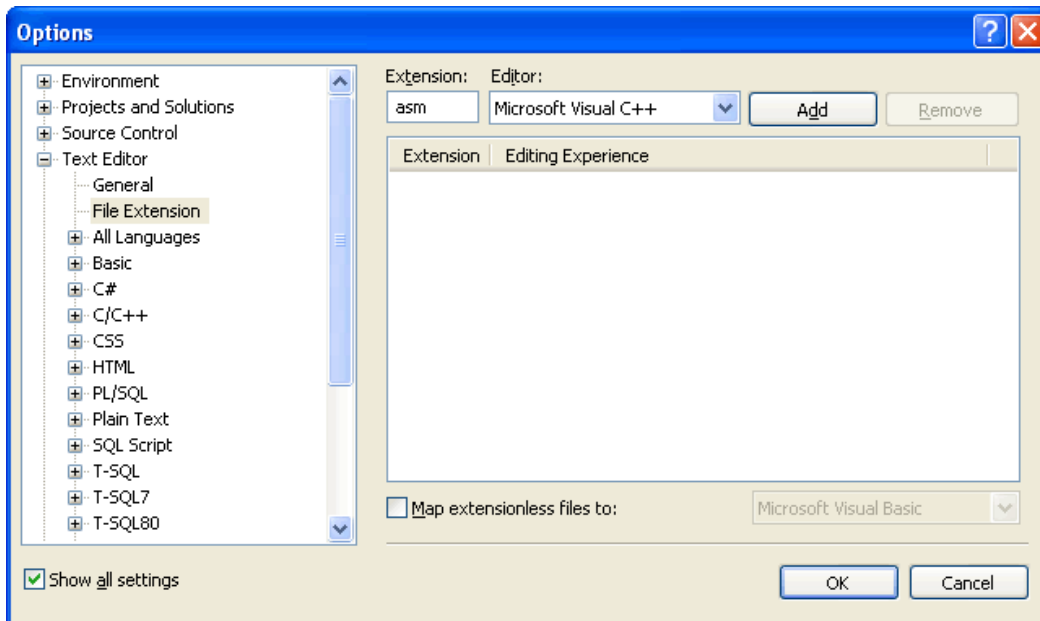 Options
Environment
Projects and Solutions
Source Control
Text Editor
General
File Extension
All Languages
Basic
C#
C/C++
CSS
HTML
PL/SQL
Plain Text
SQL Script
T-SQL
T-SQL7
T-SQL80
Show all settings
Extension: Editor:
asm Microsoft Visual C++ Add Remove
Extension Editing Experience
Map extensionless files to: Microsoft Visual Basic
OK Cancel